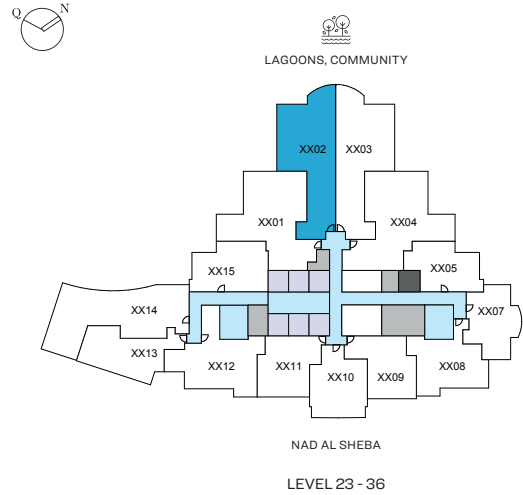 Q N
LAGOONS, COMMUNITY
XX02 XX03
XX01 XX04
XX15 XX05
XX14 XX07
XX13 XX12 XX11 XX10 XX09 XX08
NAD AL SHEBA
LEVEL 23 - 36